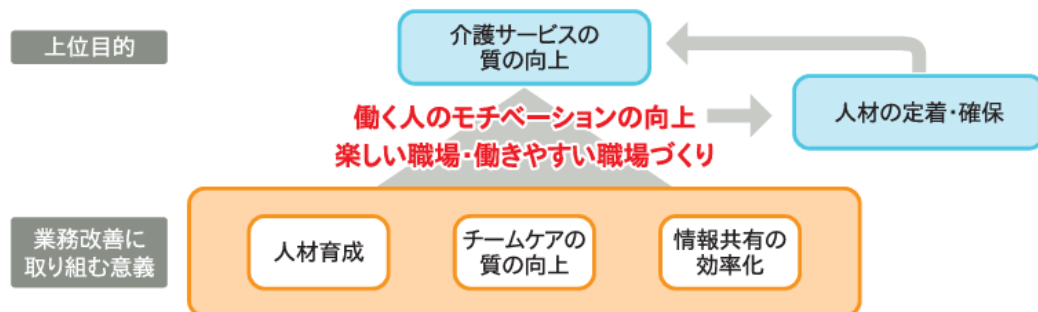 上位目的
介護サービスの
質の向上
働く人のモチベーションの向上
楽しい職場・働きやすい職場づくり
人材の定着・確保
業務改善に
取り組む意義
人材育成
チームケアの
質の向上
情報共有の
効率化